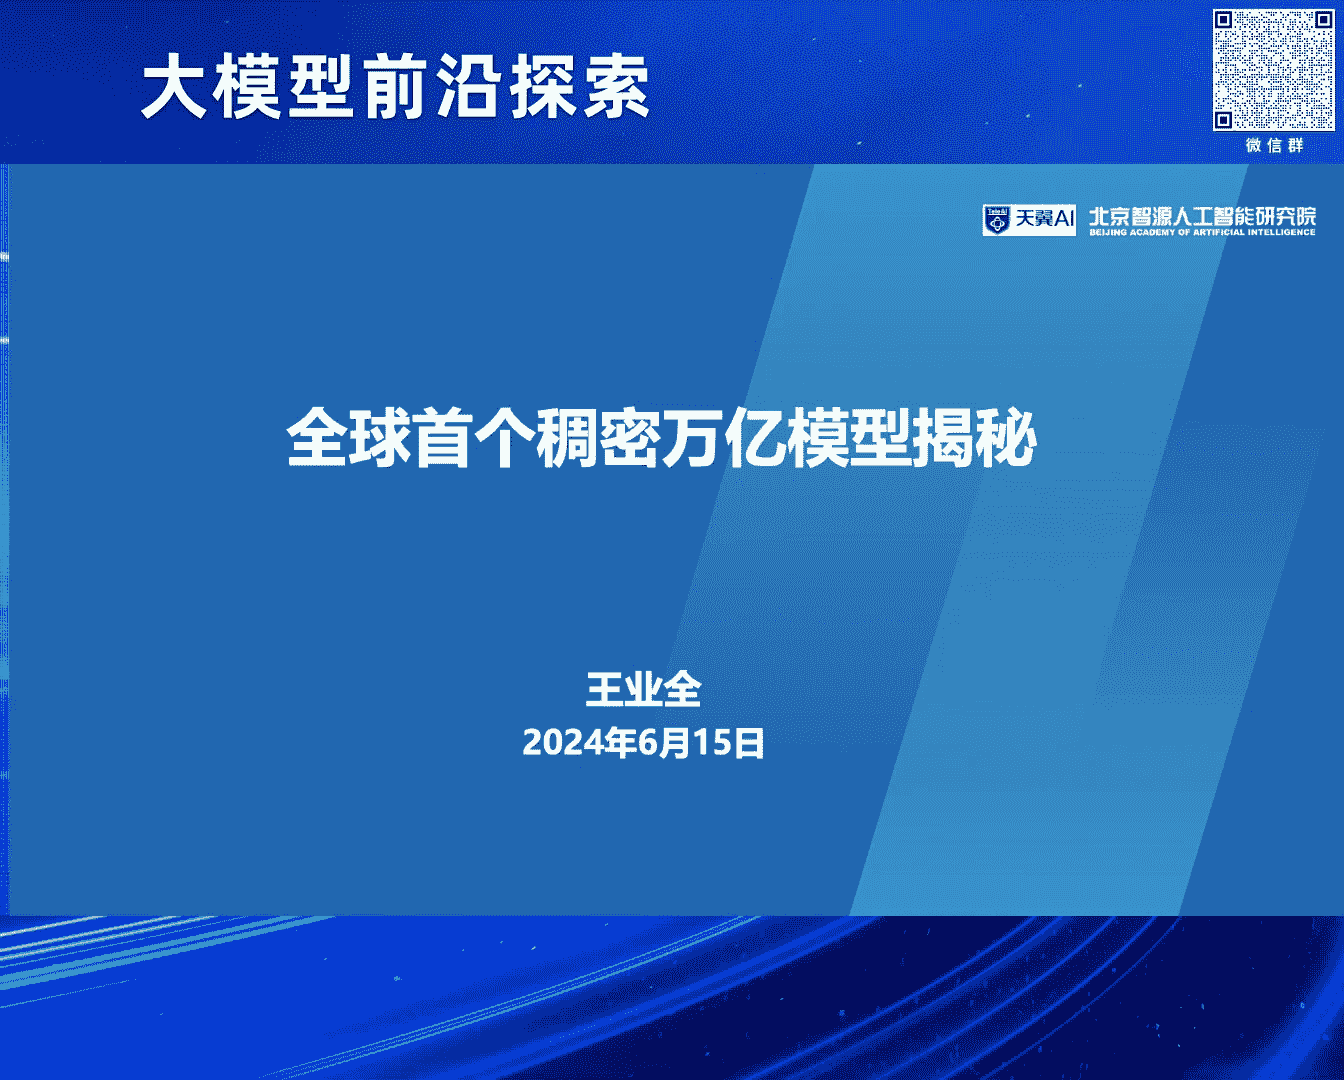 大模型前沿探索
微信群
TeleAI 天翼AI 北京智源人工智能研究院
BEIJING ACADEMY OF ARTIFICIAL INTELLIGENCE
全球首个稠密万亿模型揭秘
王业全
2024年6月15日